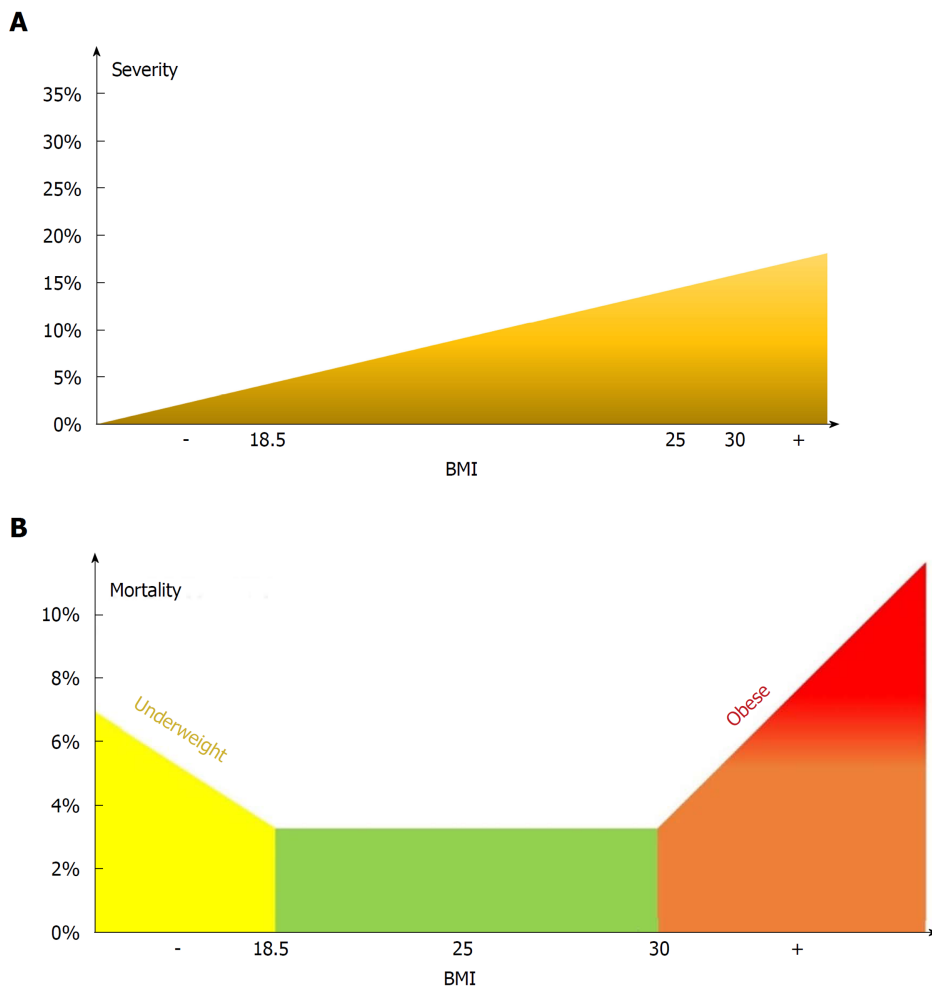 A
Severity
35%
30%
25%
20%
15%
10%
5%
0%
- 18.5 25 30 +
BMI
B
Mortality
10%
8%
6%
4%
2%
0%
Underweight
Obese
- 18.5 25 30 +
BMI